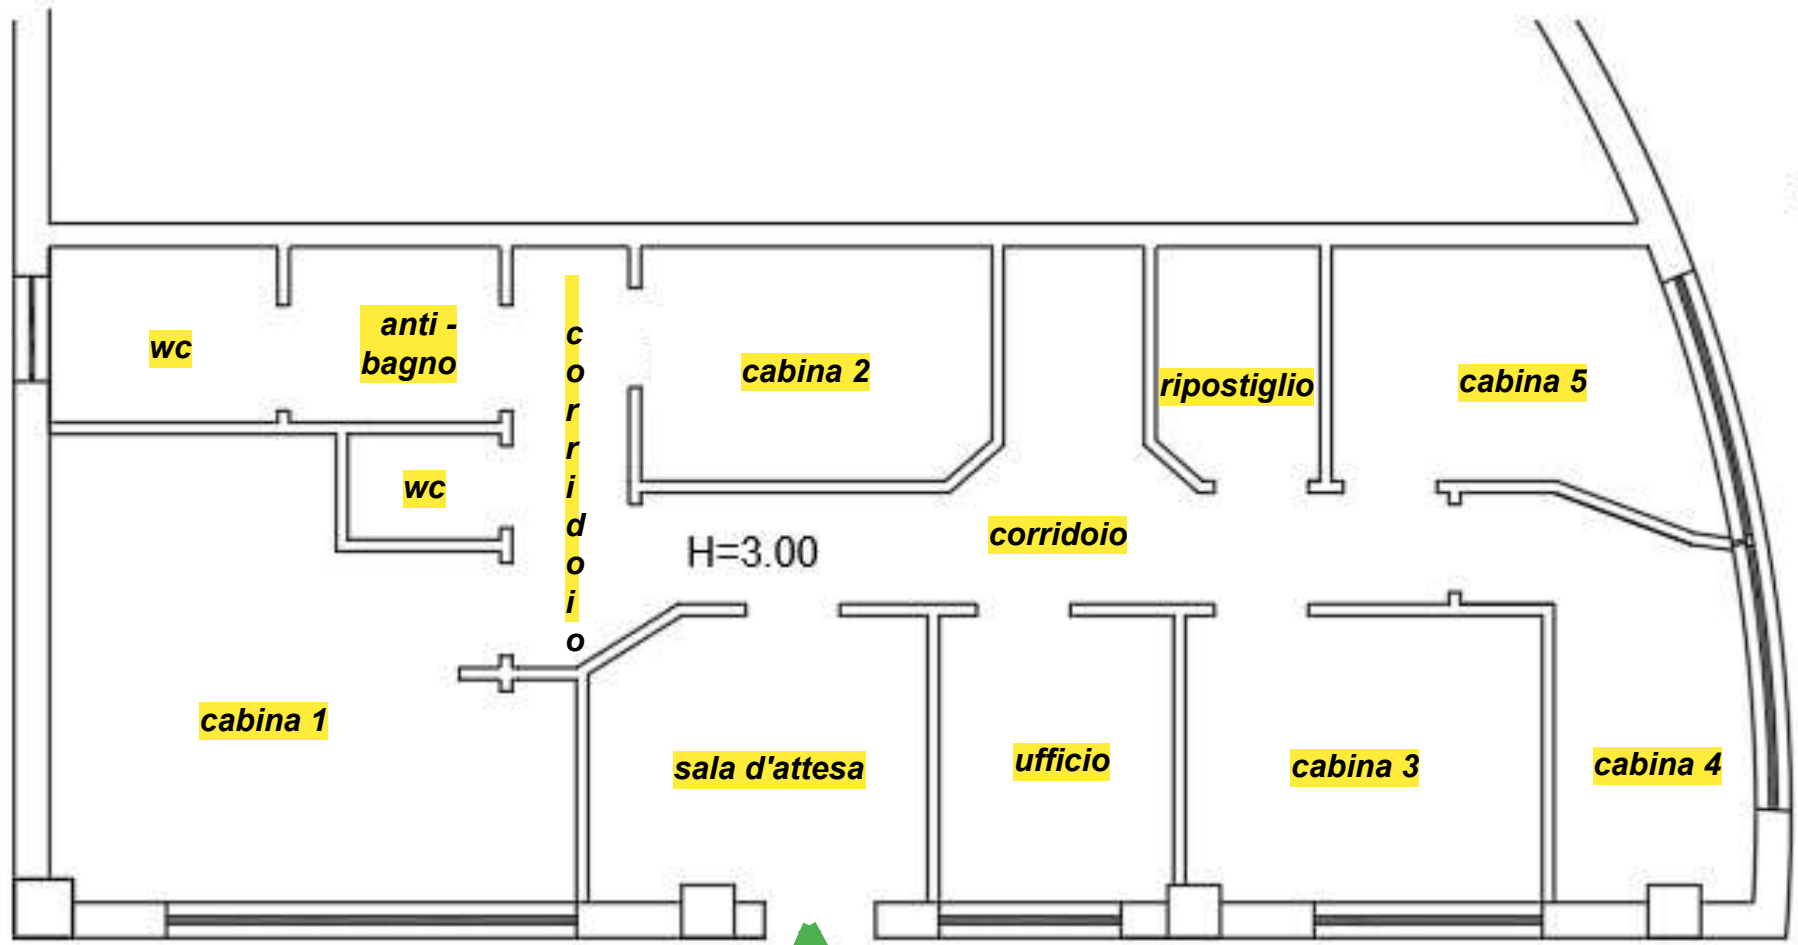 wc
anti -
bagno
corridoio
cabina 2
ripostiglio
cabina 5
wc
H=3.00
corridoio
cabina 1
sala d'attesa
ufficio
cabina 3
cabina 4